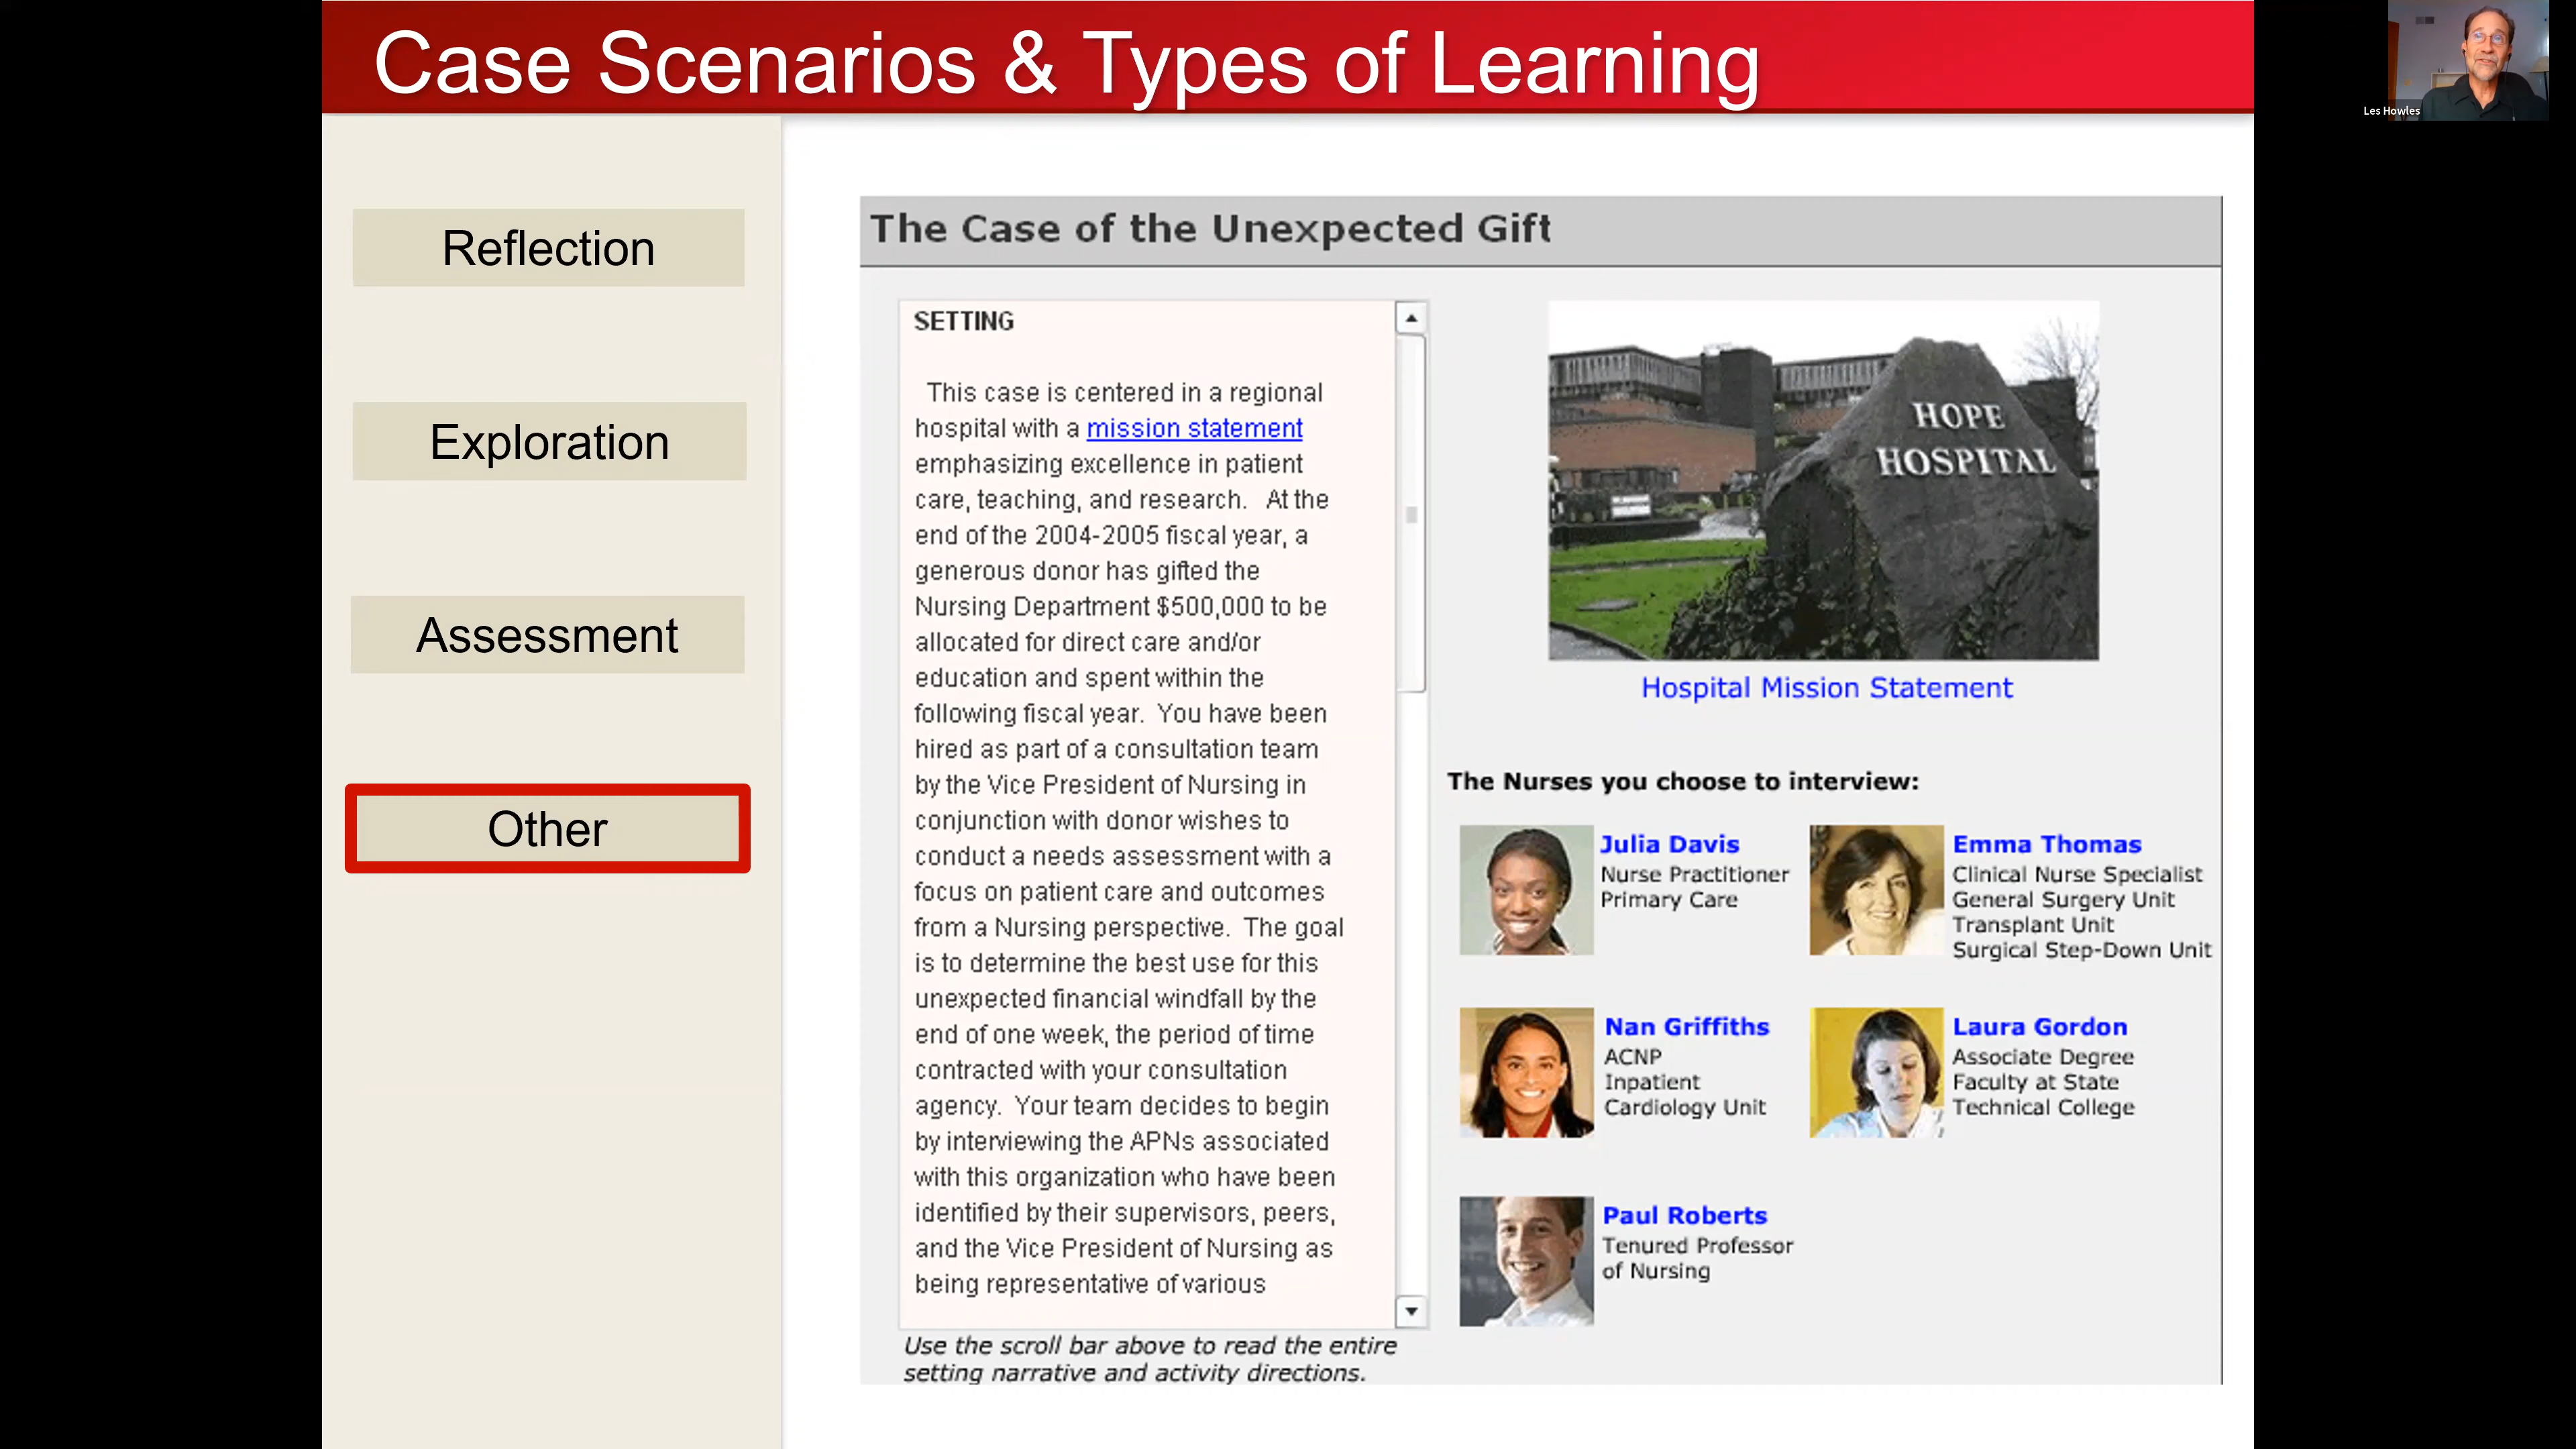 Case Scenarios & Types of Learning
Les Howles
Reflection
Exploration
Assessment
Other
The Case of the Unexpected Gift
SETTING
This case is centered in a regional
hospital with a mission statement
emphasizing excellence in patient
care, teaching, and research. At the
end of the 2004-2005 fiscal year, a
generous donor has gifted the
Nursing Department $500,000 to be
allocated for direct care and/or
education and spent within the
following fiscal year. You have been
hired as part of a consultation team
by the Vice President of Nursing in
conjunction with donor wishes to
conduct a needs assessment with a
focus on patient care and outcomes
from a Nursing perspective. The goal
is to determine the best use for this
unexpected financial windfall by the
end of one week, the period of time
contracted with your consultation
agency. Your team decides to begin
by interviewing the APNs associated
with this organization who have been
identified by their supervisors, peers,
and the Vice President of Nursing as
being representative of various
Use the scroll bar above to read the entire
setting narrative and activity directions.
HOPE
HOSPITAL
Hospital Mission Statement
The Nurses you choose to interview:
Julia Davis
Nurse Practitioner
Primary Care
Emma Thomas
Clinical Nurse Specialist
General Surgery Unit
Transplant Unit
Surgical Step-Down Unit
Nan Griffiths
ACNP
Inpatient
Cardiology Unit
Laura Gordon
Associate Degree
Faculty at State
Technical College
Paul Roberts
Tenured Professor
of Nursing